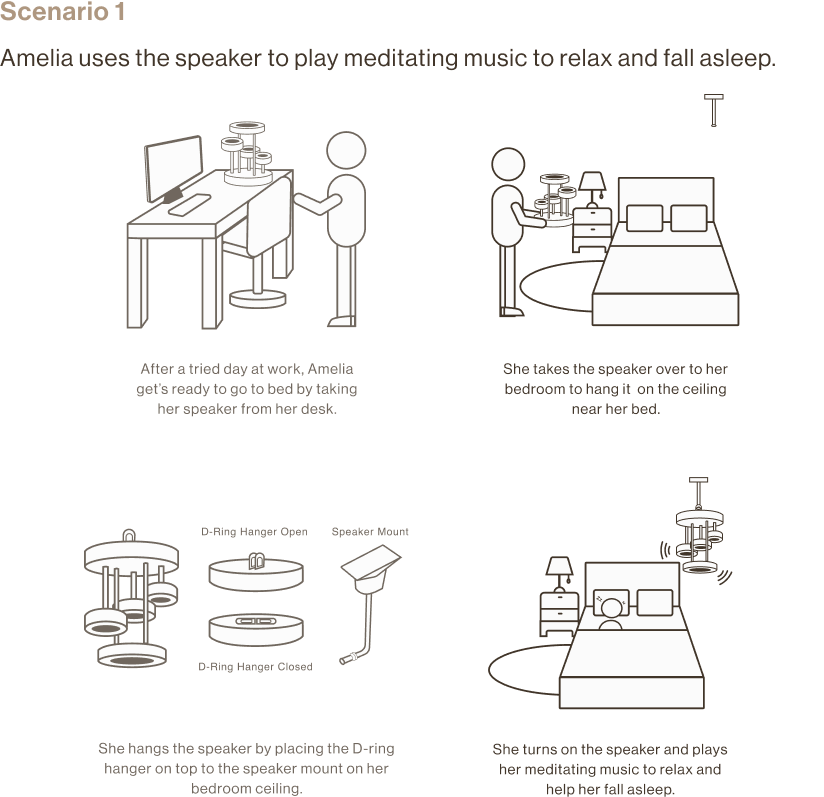 Scenario 1
Amelia uses the speaker to play meditating music to relax and fall asleep.
After a tried day at work, Amelia
get's ready to go to bed by taking
her speaker from her desk.
She takes the speaker over to her
bedroom to hang it on the ceiling
near her bed.
D-Ring Hanger Open
Speaker Mount
D-Ring Hanger Closed
She hangs the speaker by placing the D-ring
hanger on top to the speaker mount on her
bedroom ceiling.
She turns on the speaker and plays
her meditating music to relax and
help her fall asleep.